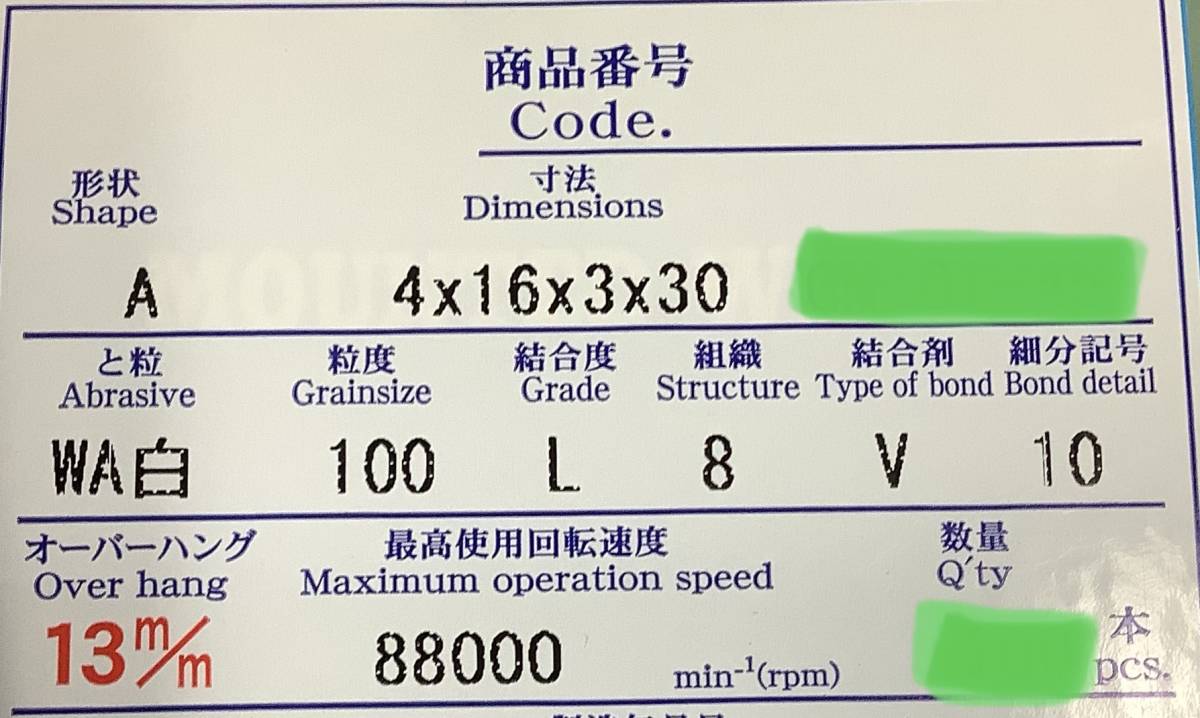 商品番号
Code.
形状 寸法
Shape Dimensions
A 4x16x3x30
と粒 粒度 結合度 組織 結合剤 細分記号
Abrasive Grainsize Grade Structure Type of bond Bond detail
WA白 100 L 8 V 10
オーバーハング 最高使用回転速度 数量
Over hang Maximum operation speed Q'ty
13m/m 88000 min-1(rpm) 本
pcs.